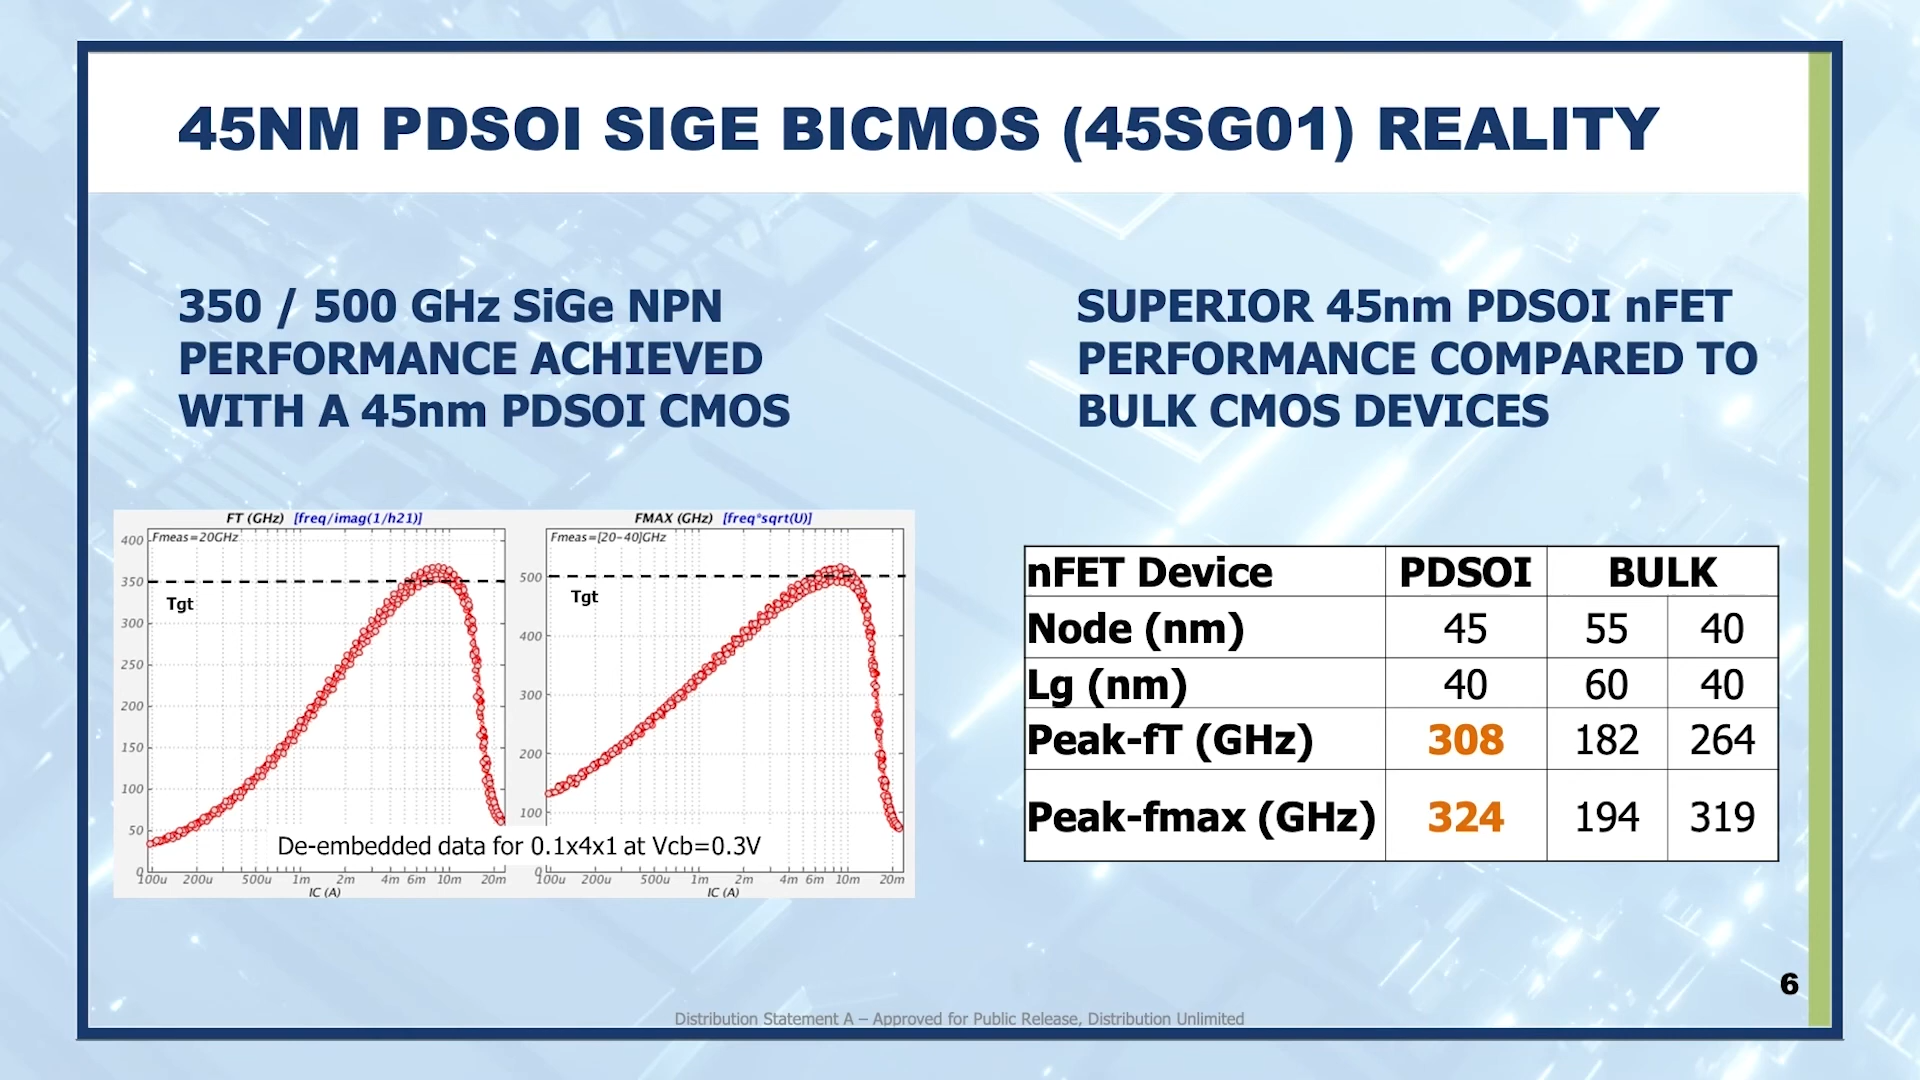 45NM PDSOI SIGE BICMOS (45SG01) REALITY
350 / 500 GHz SiGe NPN
PERFORMANCE ACHIEVED
WITH A 45nm PDSOI CMOS
SUPERIOR 45nm PDSOI nFET
PERFORMANCE COMPARED TO
BULK CMOS DEVICES
FT (GHz) [freq/imag(1/h21)]
Fmeas=20GHz
400
350
Tgt
300
250
200
150
100
50
0
100u 200u 500u 1m 2m 4m 6m 10m 20m
IC (A)
FMAX (GHz) [freq*sqrt(U)]
Fmeas=[20-40]GHz
500
Tgt
400
300
200
100
0
100u 200u 500u 1m 2m 4m 6m 10m 20m
IC (A)
De-embedded data for 0.1x4x1 at Vcb=0.3V
nFET Device PDSOI BULK
Node (nm) 45 55 40
Lg (nm) 40 60 40
Peak-fT (GHz) 308 182 264
Peak-fmax (GHz) 324 194 319
6
Distribution Statement A – Approved for Public Release, Distribution Unlimited